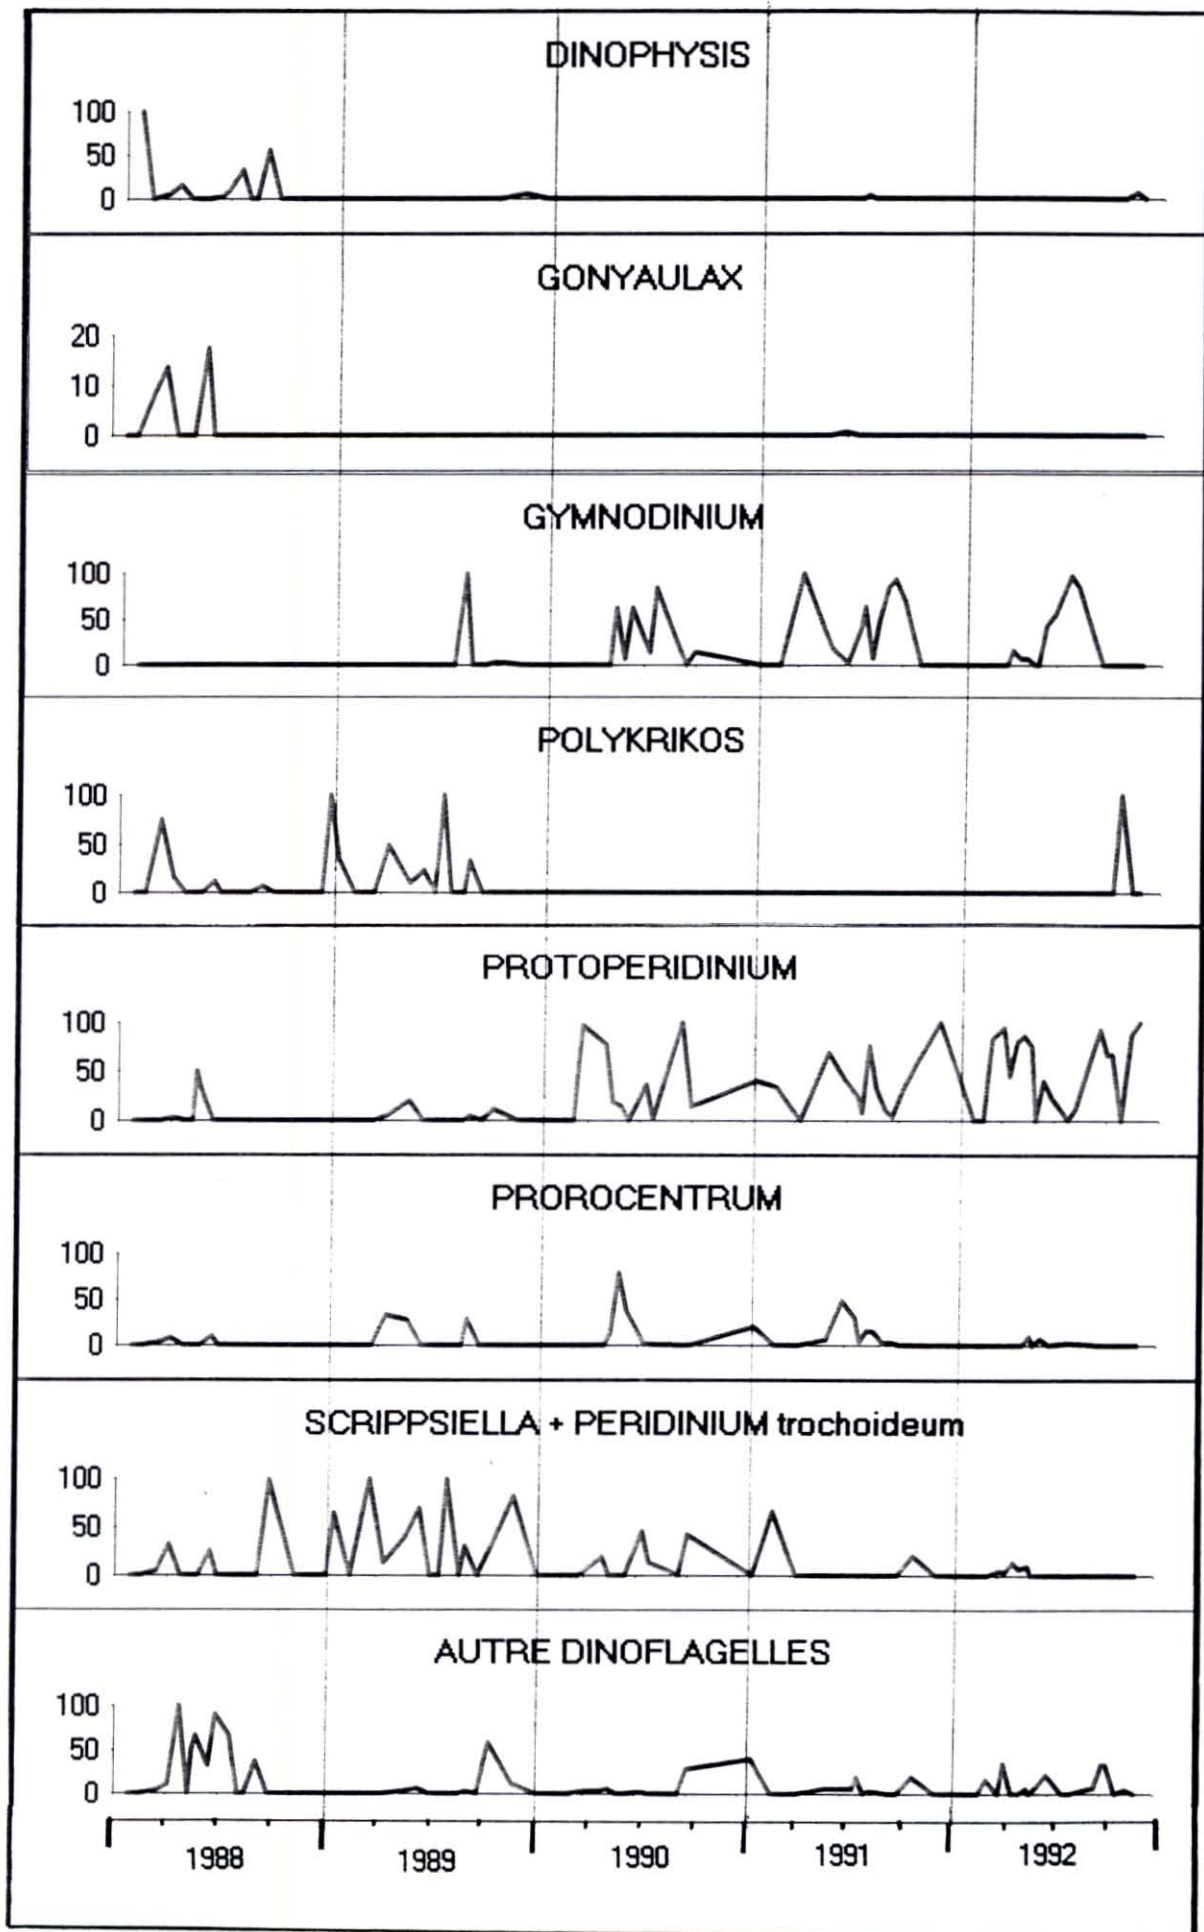 DINOPHYSIS
100
50
0
GONYAULAX
20
10
0
GYMNODINIUM
100
50
0
POLYKRIKOS
100
50
0
PROTOPERIDINIUM
100
50
0
PROROCENTRUM
100
50
0
SCRIPPSIELLA + PERIDINIUM trochoideum
100
50
0
AUTRE DINOFLAGELLES
100
50
0
1988 1989 1990 1991 1992